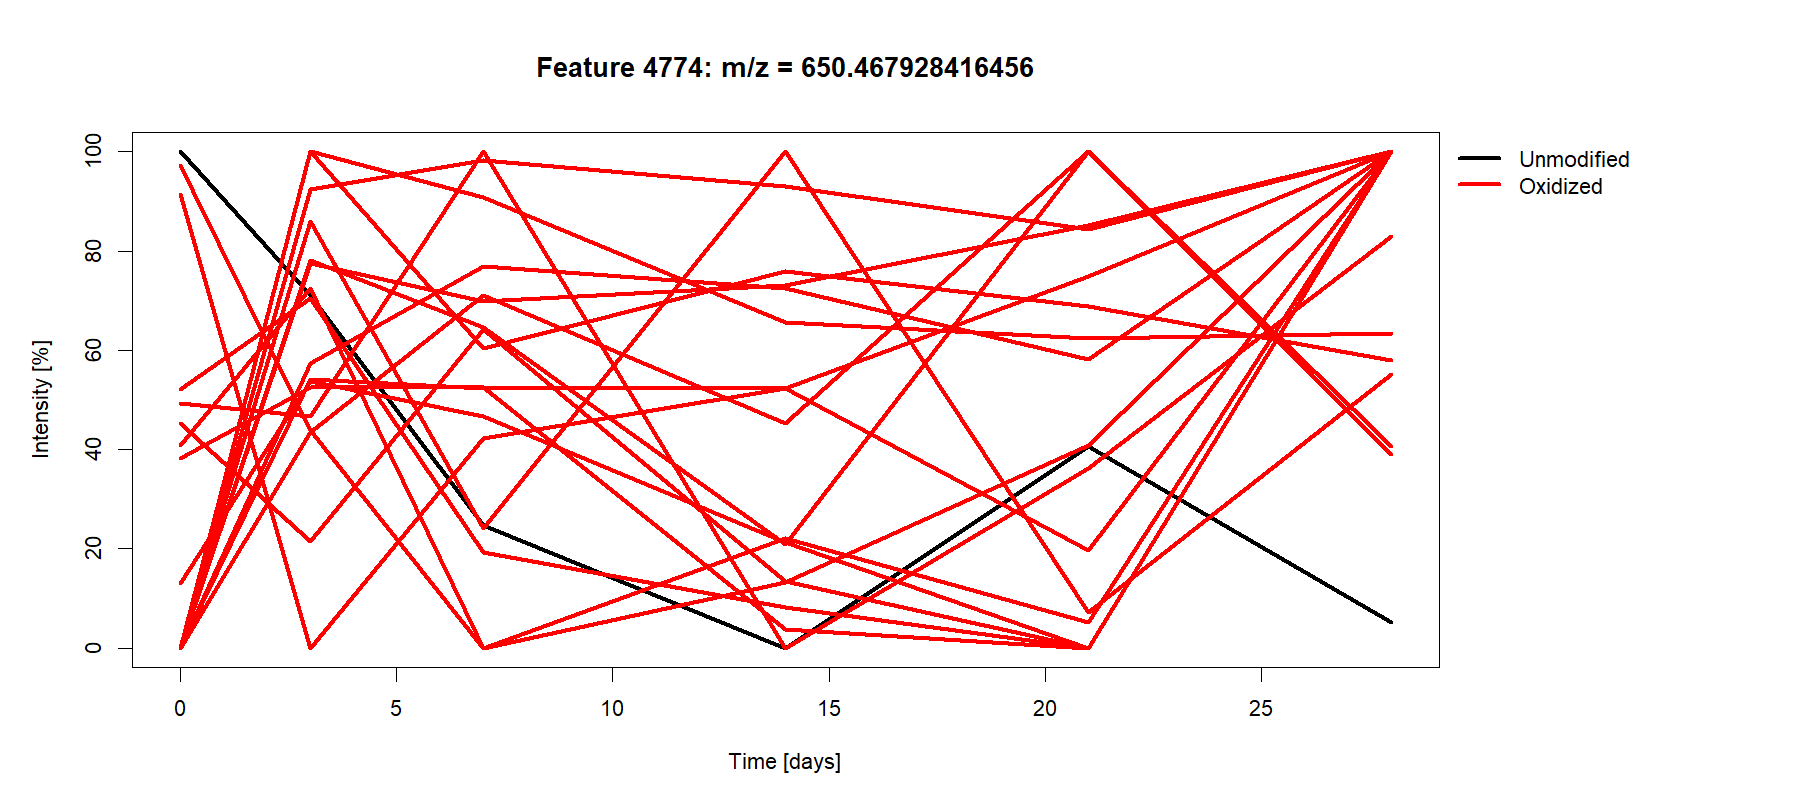 Feature 4774: m/z = 650.467928416456
Unmodified
Oxidized
Intensity [%]
100
80
60
40
20
0
0 5 10 15 20 25
Time [days]